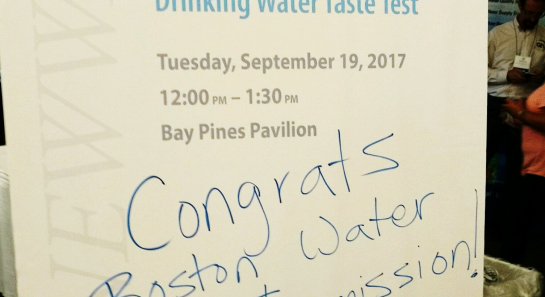 Drinking Water Taste Test
Tuesday, September 19, 2017
12:00 PM – 1:30 PM
Bay Pines Pavilion
Congrats
Boston Water